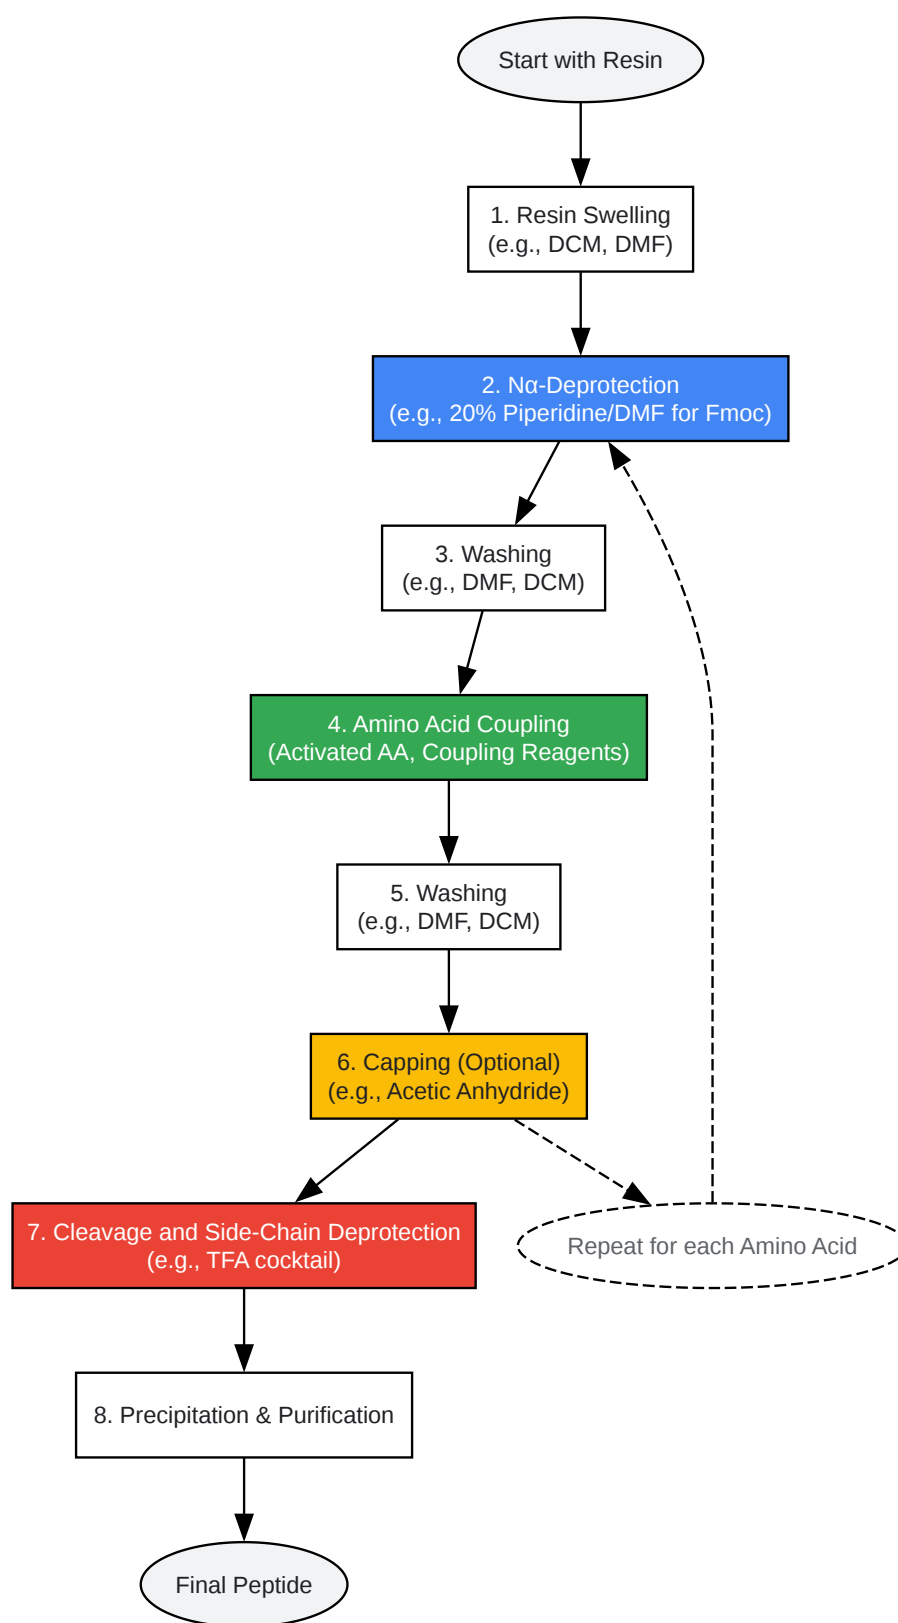 Start with Resin
1. Resin Swelling
(e.g., DCM, DMF)
2. Nα-Deprotection
(e.g., 20% Piperidine/DMF for Fmoc)
3. Washing
(e.g., DMF, DCM)
4. Amino Acid Coupling
(Activated AA, Coupling Reagents)
5. Washing
(e.g., DMF, DCM)
6. Capping (Optional)
(e.g., Acetic Anhydride)
7. Cleavage and Side-Chain Deprotection
(e.g., TFA cocktail)
Repeat for each Amino Acid
8. Precipitation & Purification
Final Peptide